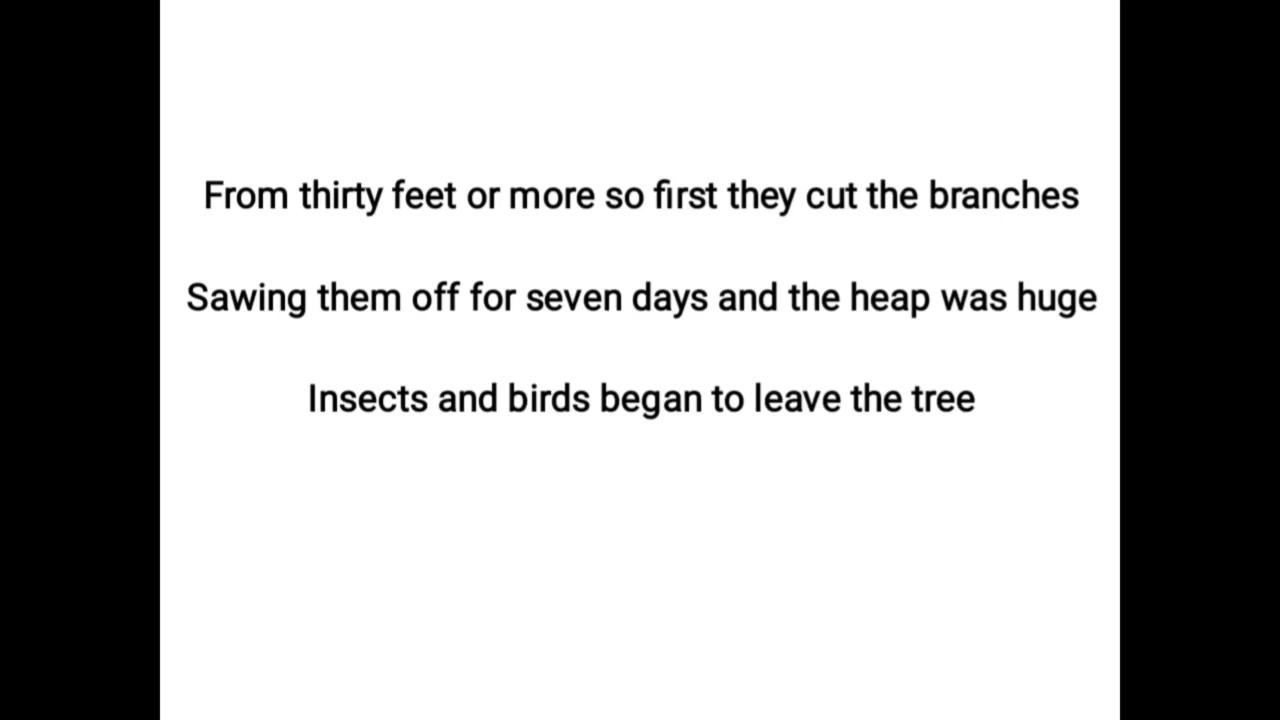 From thirty feet or more so first they cut the branches
Sawing them off for seven days and the heap was huge
Insects and birds began to leave the tree